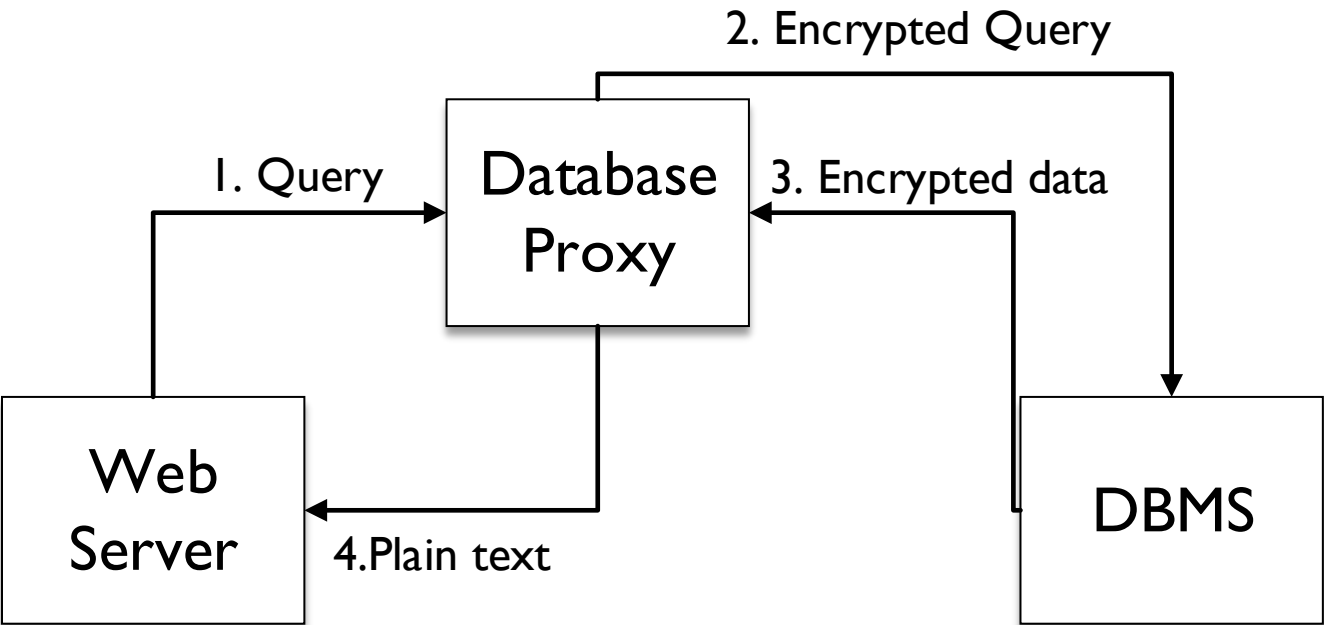 2. Encrypted Query
1. Query
Database
Proxy
3. Encrypted data
Web
Server
4.Plain text
DBMS